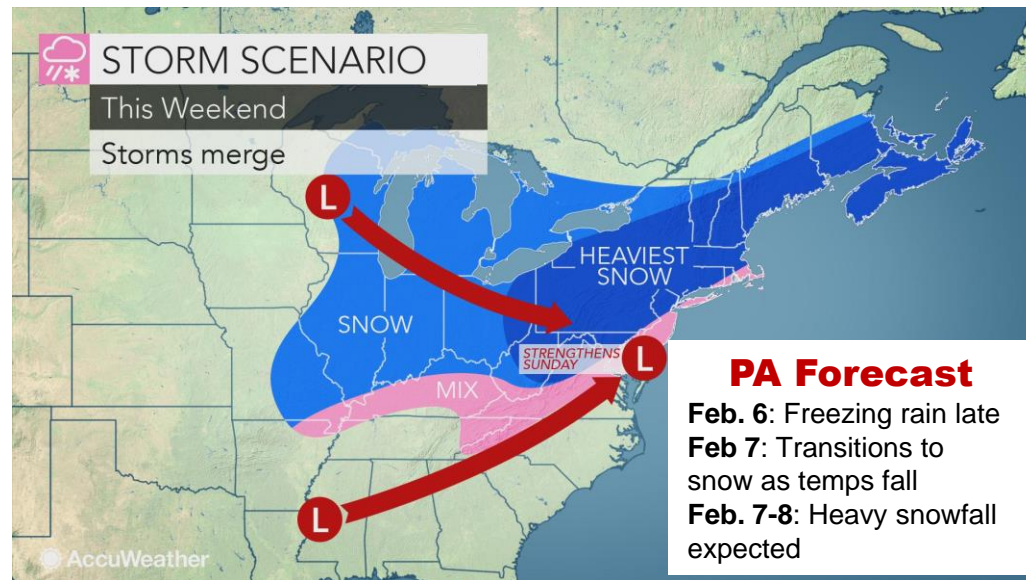 STORM SCENARIO
This Weekend
Storms merge
L
HEAVIEST
SNOW
SNOW
STRENGTHENS
SUNDAY
L
MIX
L
AccuWeather
PA Forecast
Feb. 6: Freezing rain late
Feb 7: Transitions to
snow as temps fall
Feb. 7-8: Heavy snowfall
expected